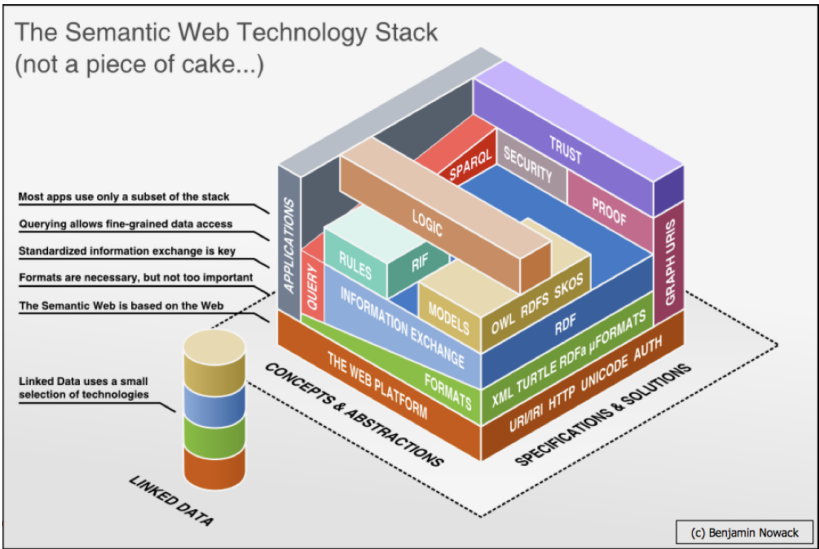 The Semantic Web Technology Stack
(not a piece of cake...)
Most apps use only a subset of the stack
Querying allows fine-grained data access
Standardized information exchange is key
Formats are necessary, but not too important
The Semantic Web is based on the Web
Linked Data uses a small
selection of technologies
LINKED DATA
APPLICATIONS
TRUST
SPARQL
SECURITY
PROOF
LOGIC
RULES
RIF
GRAPH URIS
QUERY
MODELS
OWL RDFS SKOS
INFORMATION EXCHANGE
RDF
FORMATS
XML TURTLE RDFa µFORMATS
THE WEB PLATFORM
URI/IRI HTTP UNICODE AUTH
CONCEPTS & ABSTRACTIONS
SPECIFICATIONS & SOLUTIONS
(c) Benjamin Nowack